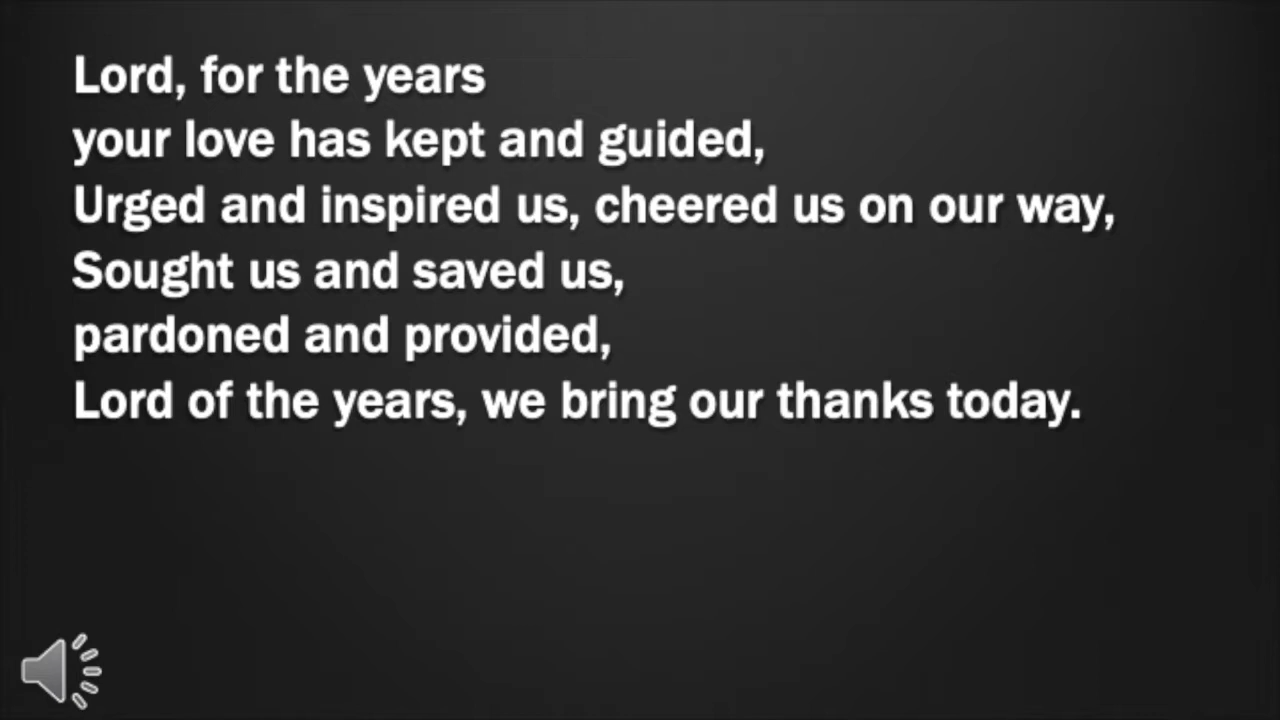 Lord, for the years
your love has kept and guided,
Urged and inspired us, cheered us on our way,
Sought us and saved us,
pardoned and provided,
Lord of the years, we bring our thanks today.